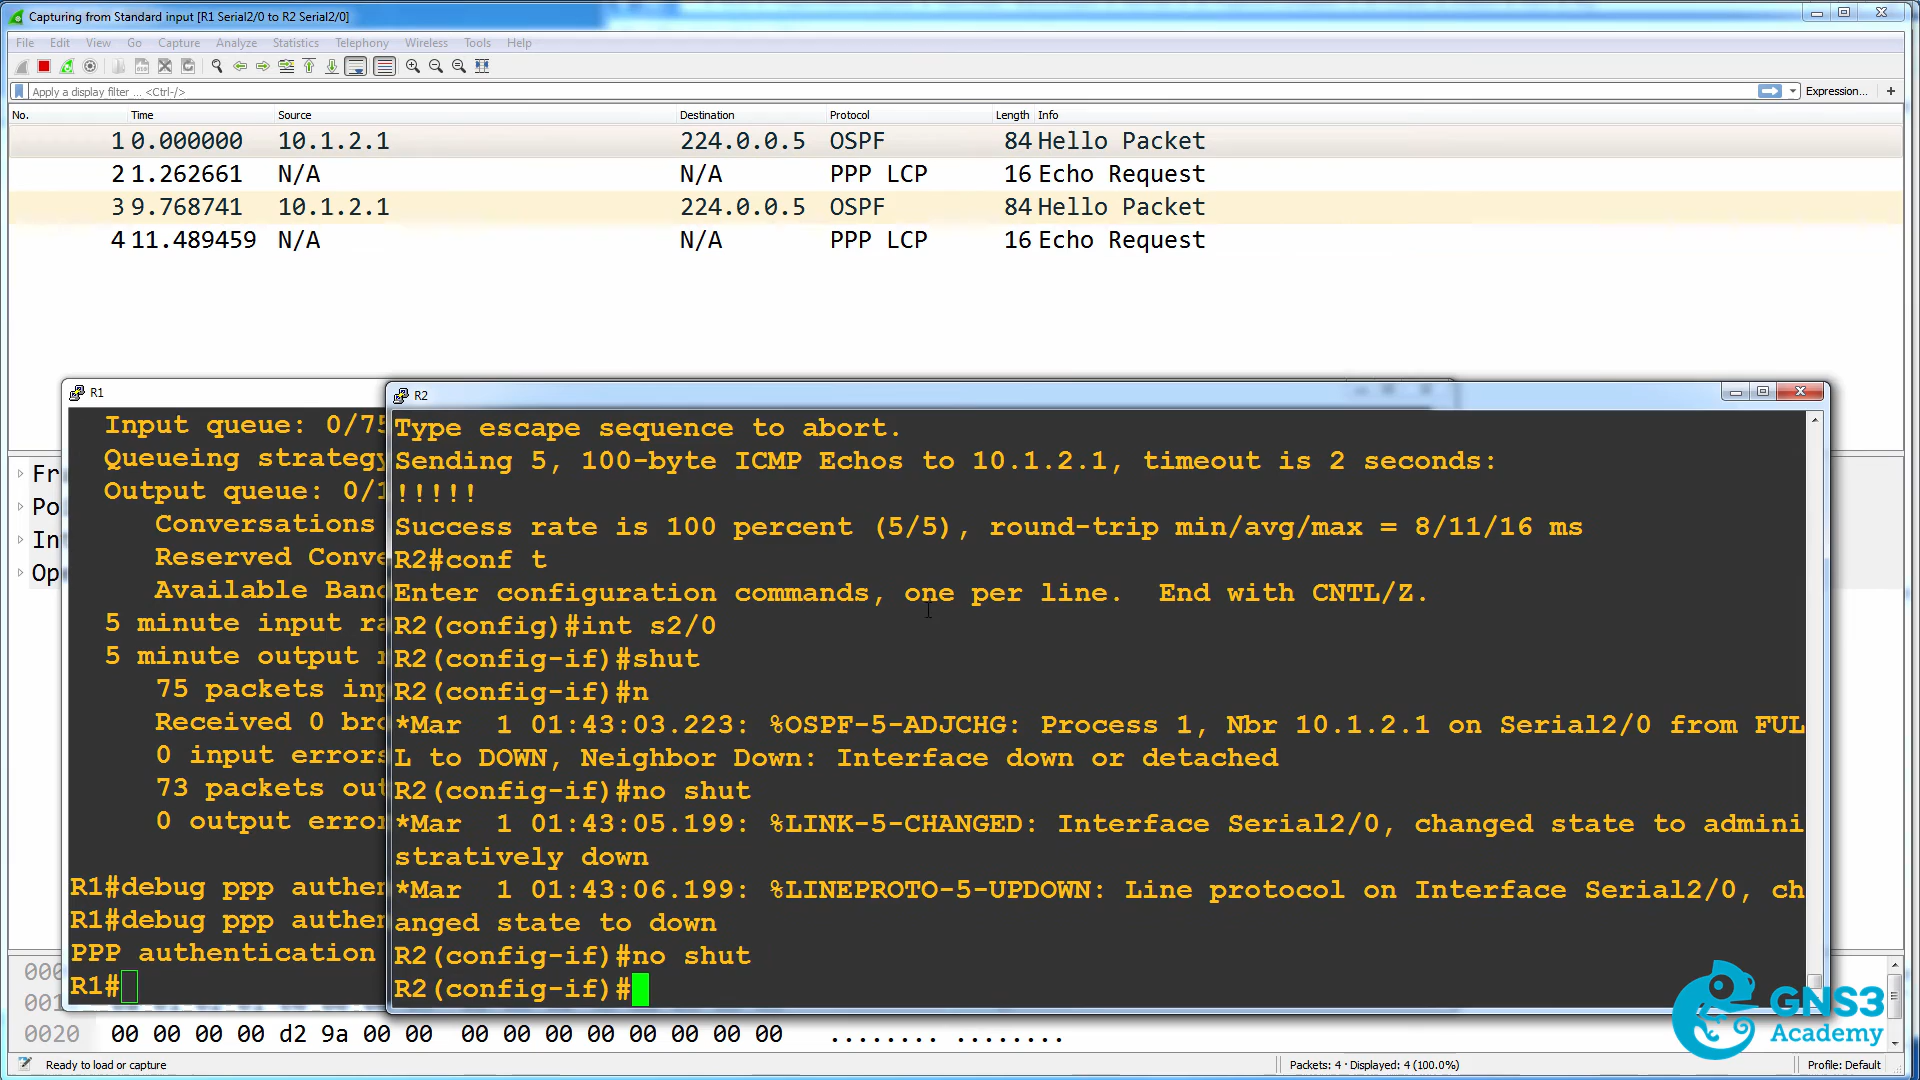 Capturing from Standard input [R1 Serial2/0 to R2 Serial2/0]
File Edit View Go Capture Analyze Statistics Telephony Wireless Tools Help
Apply a display filter ... <Ctrl-/> Expression... +
No. Time Source Destination Protocol Length Info
1 0.000000 10.1.2.1 224.0.0.5 OSPF 84 Hello Packet
2 1.262661 N/A N/A PPP LCP 16 Echo Request
3 9.768741 10.1.2.1 224.0.0.5 OSPF 84 Hello Packet
4 11.489459 N/A N/A PPP LCP 16 Echo Request
Fr
Po
In
Op
R1
Input queue: 0/75
Queueing strategy
Output queue: 0/1
Conversations
Reserved Conve
Available Band
5 minute input ra
5 minute output r
75 packets inp
Received 0 bro
0 input errors
73 packets out
0 output error
R1#debug ppp authen
R1#debug ppp authen
PPP authentication
R1#
R2
Type escape sequence to abort.
Sending 5, 100-byte ICMP Echos to 10.1.2.1, timeout is 2 seconds:
!!!!!
Success rate is 100 percent (5/5), round-trip min/avg/max = 8/11/16 ms
R2#conf t
Enter configuration commands, one per line.  End with CNTL/Z.
R2(config)#int s2/0
R2(config-if)#shut
R2(config-if)#n
*Mar  1 01:43:03.223: %OSPF-5-ADJCHG: Process 1, Nbr 10.1.2.1 on Serial2/0 from FUL
L to DOWN, Neighbor Down: Interface down or detached
R2(config-if)#no shut
*Mar  1 01:43:05.199: %LINK-5-CHANGED: Interface Serial2/0, changed state to admini
stratively down
*Mar  1 01:43:06.199: %LINEPROTO-5-UPDOWN: Line protocol on Interface Serial2/0, ch
anged state to down
R2(config-if)#no shut
R2(config-if)#
000
001
0020 00 00 00 00 d2 9a 00 00 00 00 00 00 00 00 00 00 ........ ........
GNS3
Academy
Ready to load or capture Packets: 4 · Displayed: 4 (100.0%) Profile: Default